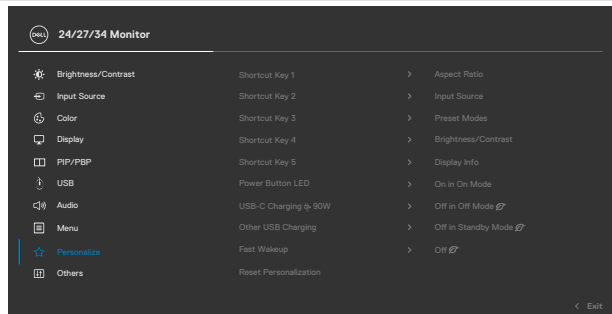 DELL 24/27/34 Monitor
Brightness/Contrast Shortcut Key 1 > Aspect Ratio
Input Source Shortcut Key 2 > Input Source
Color Shortcut Key 3 > Preset Modes
Display Shortcut Key 4 > Brightness/Contrast
PIP/PBP Shortcut Key 5 > Display Info
USB Power Button LED > On in On Mode
Audio USB-C Charging 90W > Off in Off Mode
Menu Other USB Charging > Off in Standby Mode
Personalize Fast Wakeup > Off
Others Reset Personalization
< Exit